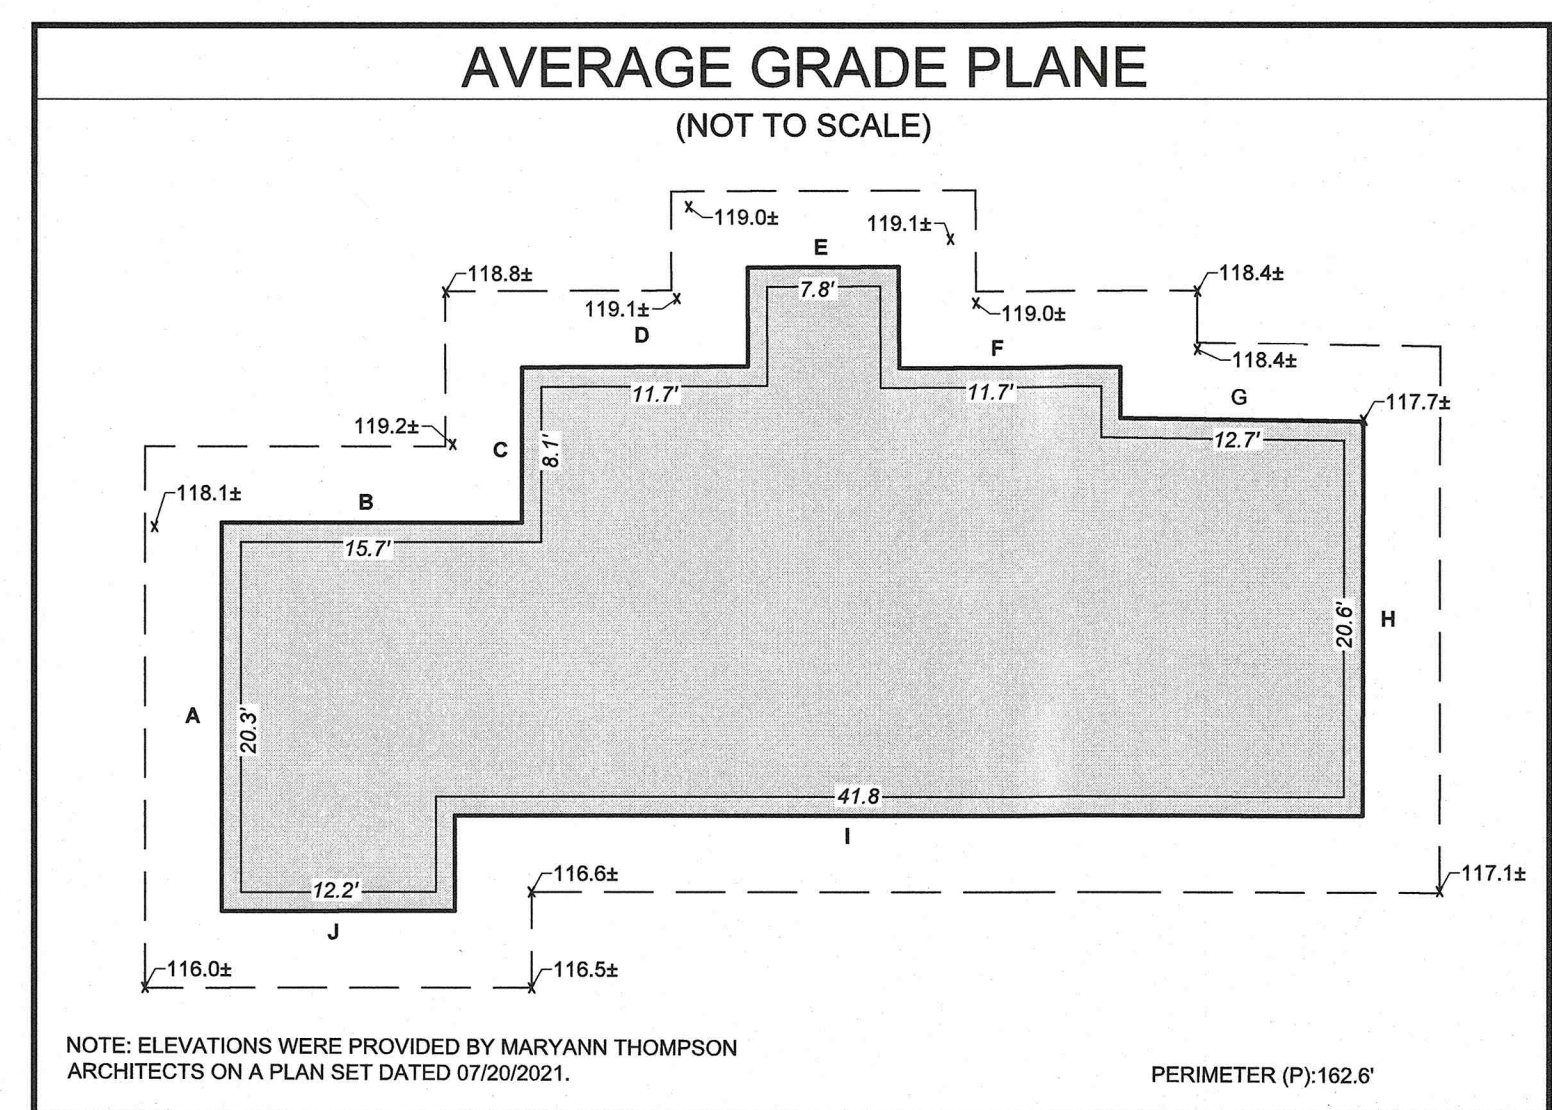 AVERAGE GRADE PLANE
(NOT TO SCALE)
119.0±
119.1±
E
118.8±
118.4±
7.8'
119.1±
119.0±
D
F
118.4±
11.7'
11.7'
G
117.7±
119.2±
C
8.1'
12.7'
118.1±
B
15.7'
H
20.6'
A
20.3'
41.8
I
116.6±
117.1±
12.2'
J
116.0±
116.5±
NOTE: ELEVATIONS WERE PROVIDED BY MARYANN THOMPSON
ARCHITECTS ON A PLAN SET DATED 07/20/2021.
PERIMETER (P):162.6'